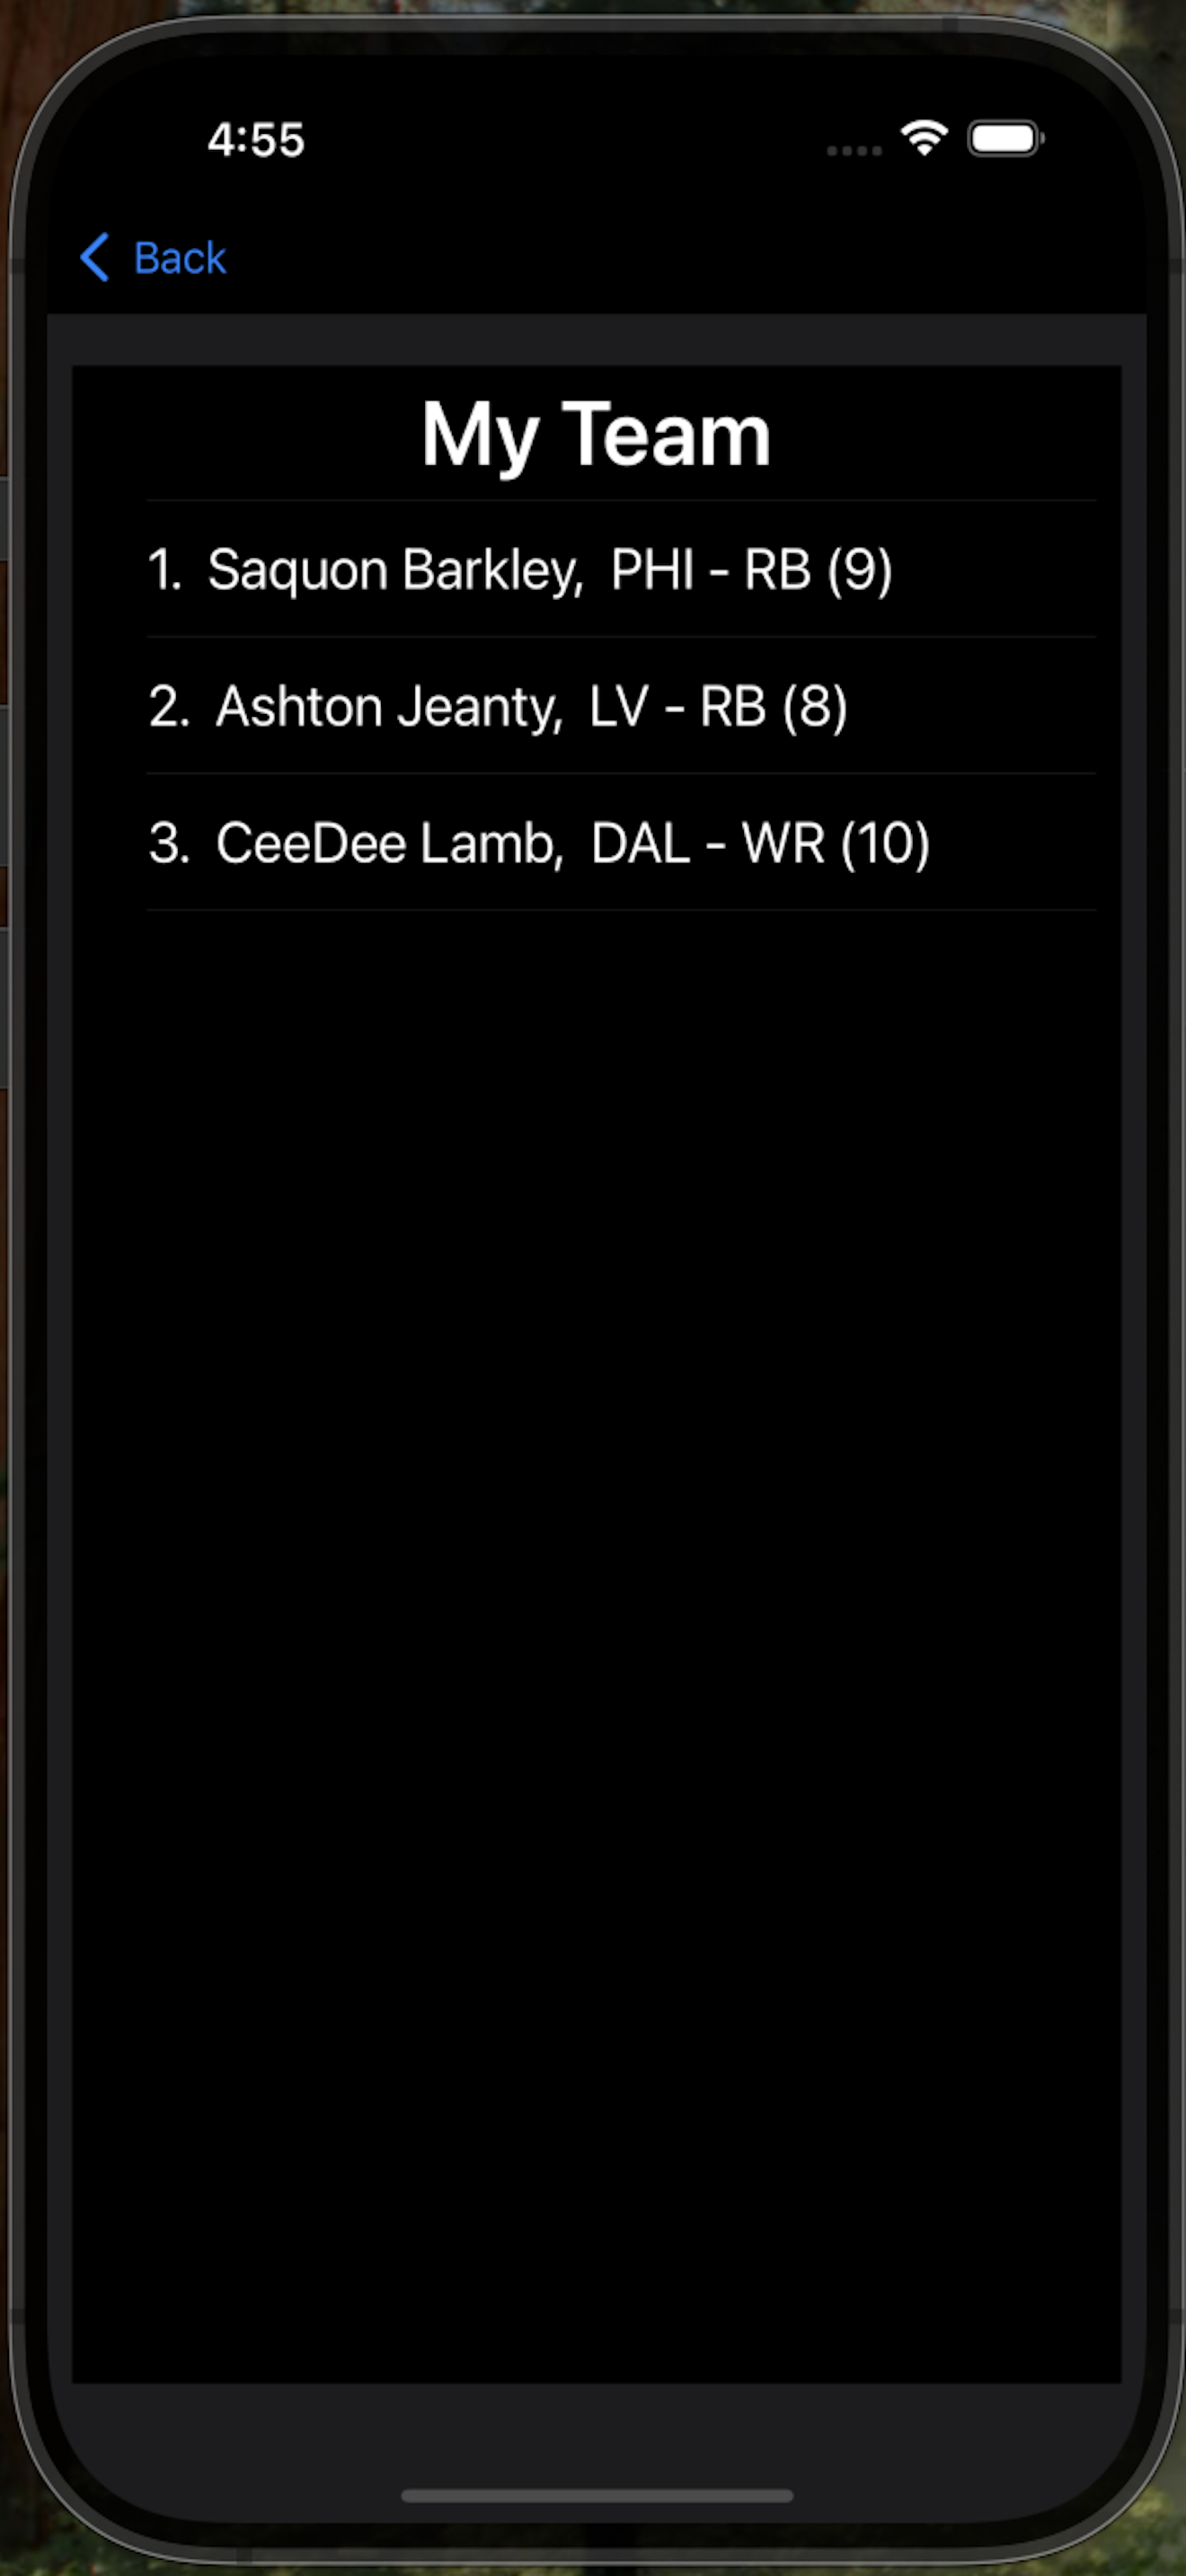 4:55
Back
My Team
1. Saquon Barkley, PHI - RB (9)
2. Ashton Jeanty, LV - RB (8)
3. CeeDee Lamb, DAL - WR (10)